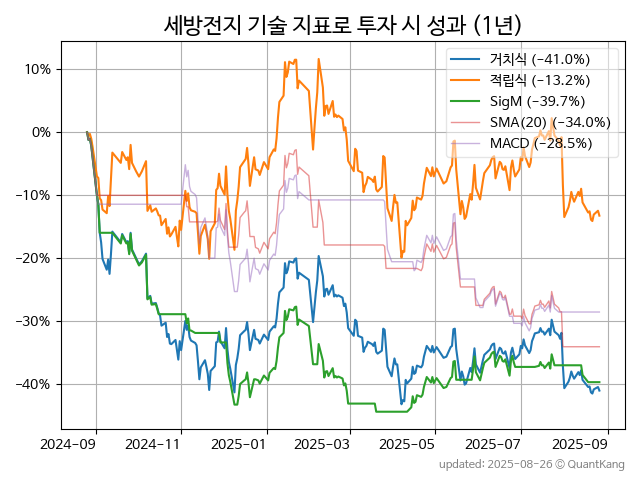 세방전지 기술 지표로 투자 시 성과 (1년)
거치식 (−41.0%)
적립식 (−13.2%)
SigM (−39.7%)
SMA(20) (−34.0%)
MACD (−28.5%)
10%
0%
−10%
−20%
−30%
−40%
2024-09 2024-11 2025-01 2025-03 2025-05 2025-07 2025-09
updated: 2025-08-26 © QuantKang